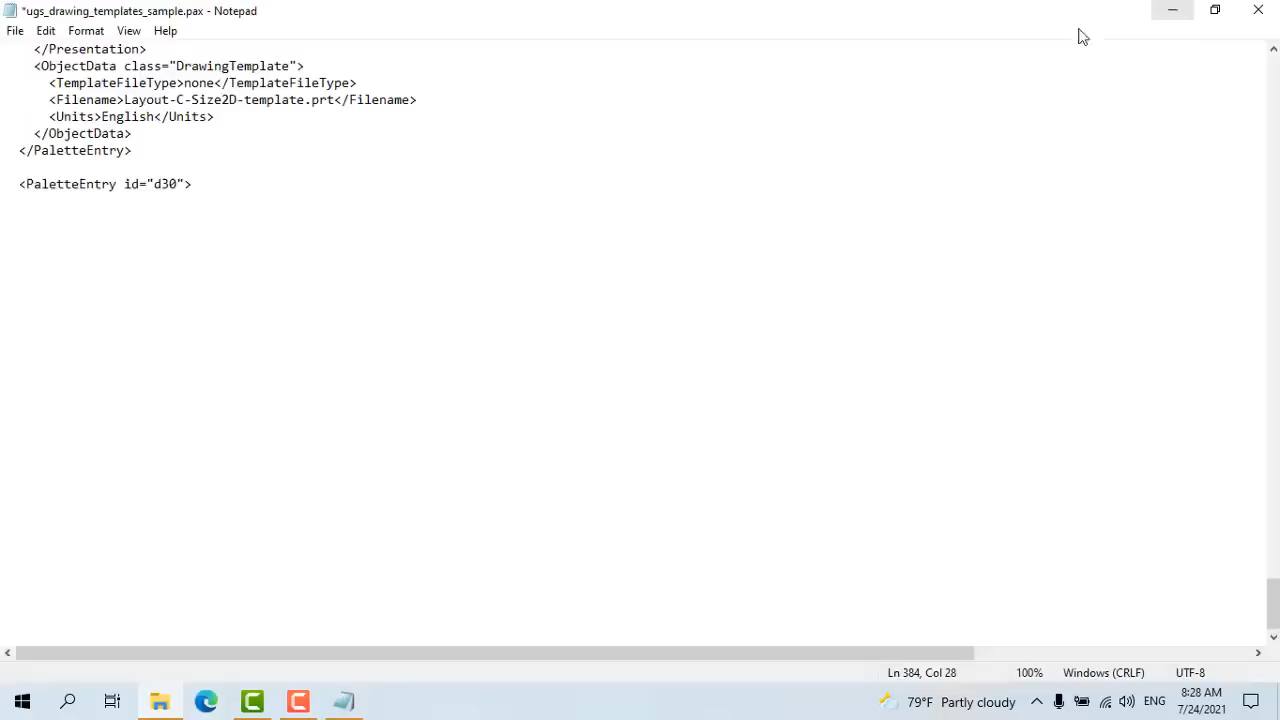 *ugs_drawing_templates_sample.pax - Notepad
File Edit Format View Help
</Presentation>
<ObjectData class="DrawingTemplate">
<TemplateFileType>none</TemplateFileType>
<Filename>Layout-C-Size2D-template.prt</Filename>
<Units>English</Units>
</ObjectData>
</PaletteEntry>
<PaletteEntry id="d30">
Ln 384, Col 28 100% Windows (CRLF) UTF-8
79°F Partly cloudy ENG 8:28 AM
7/24/2021